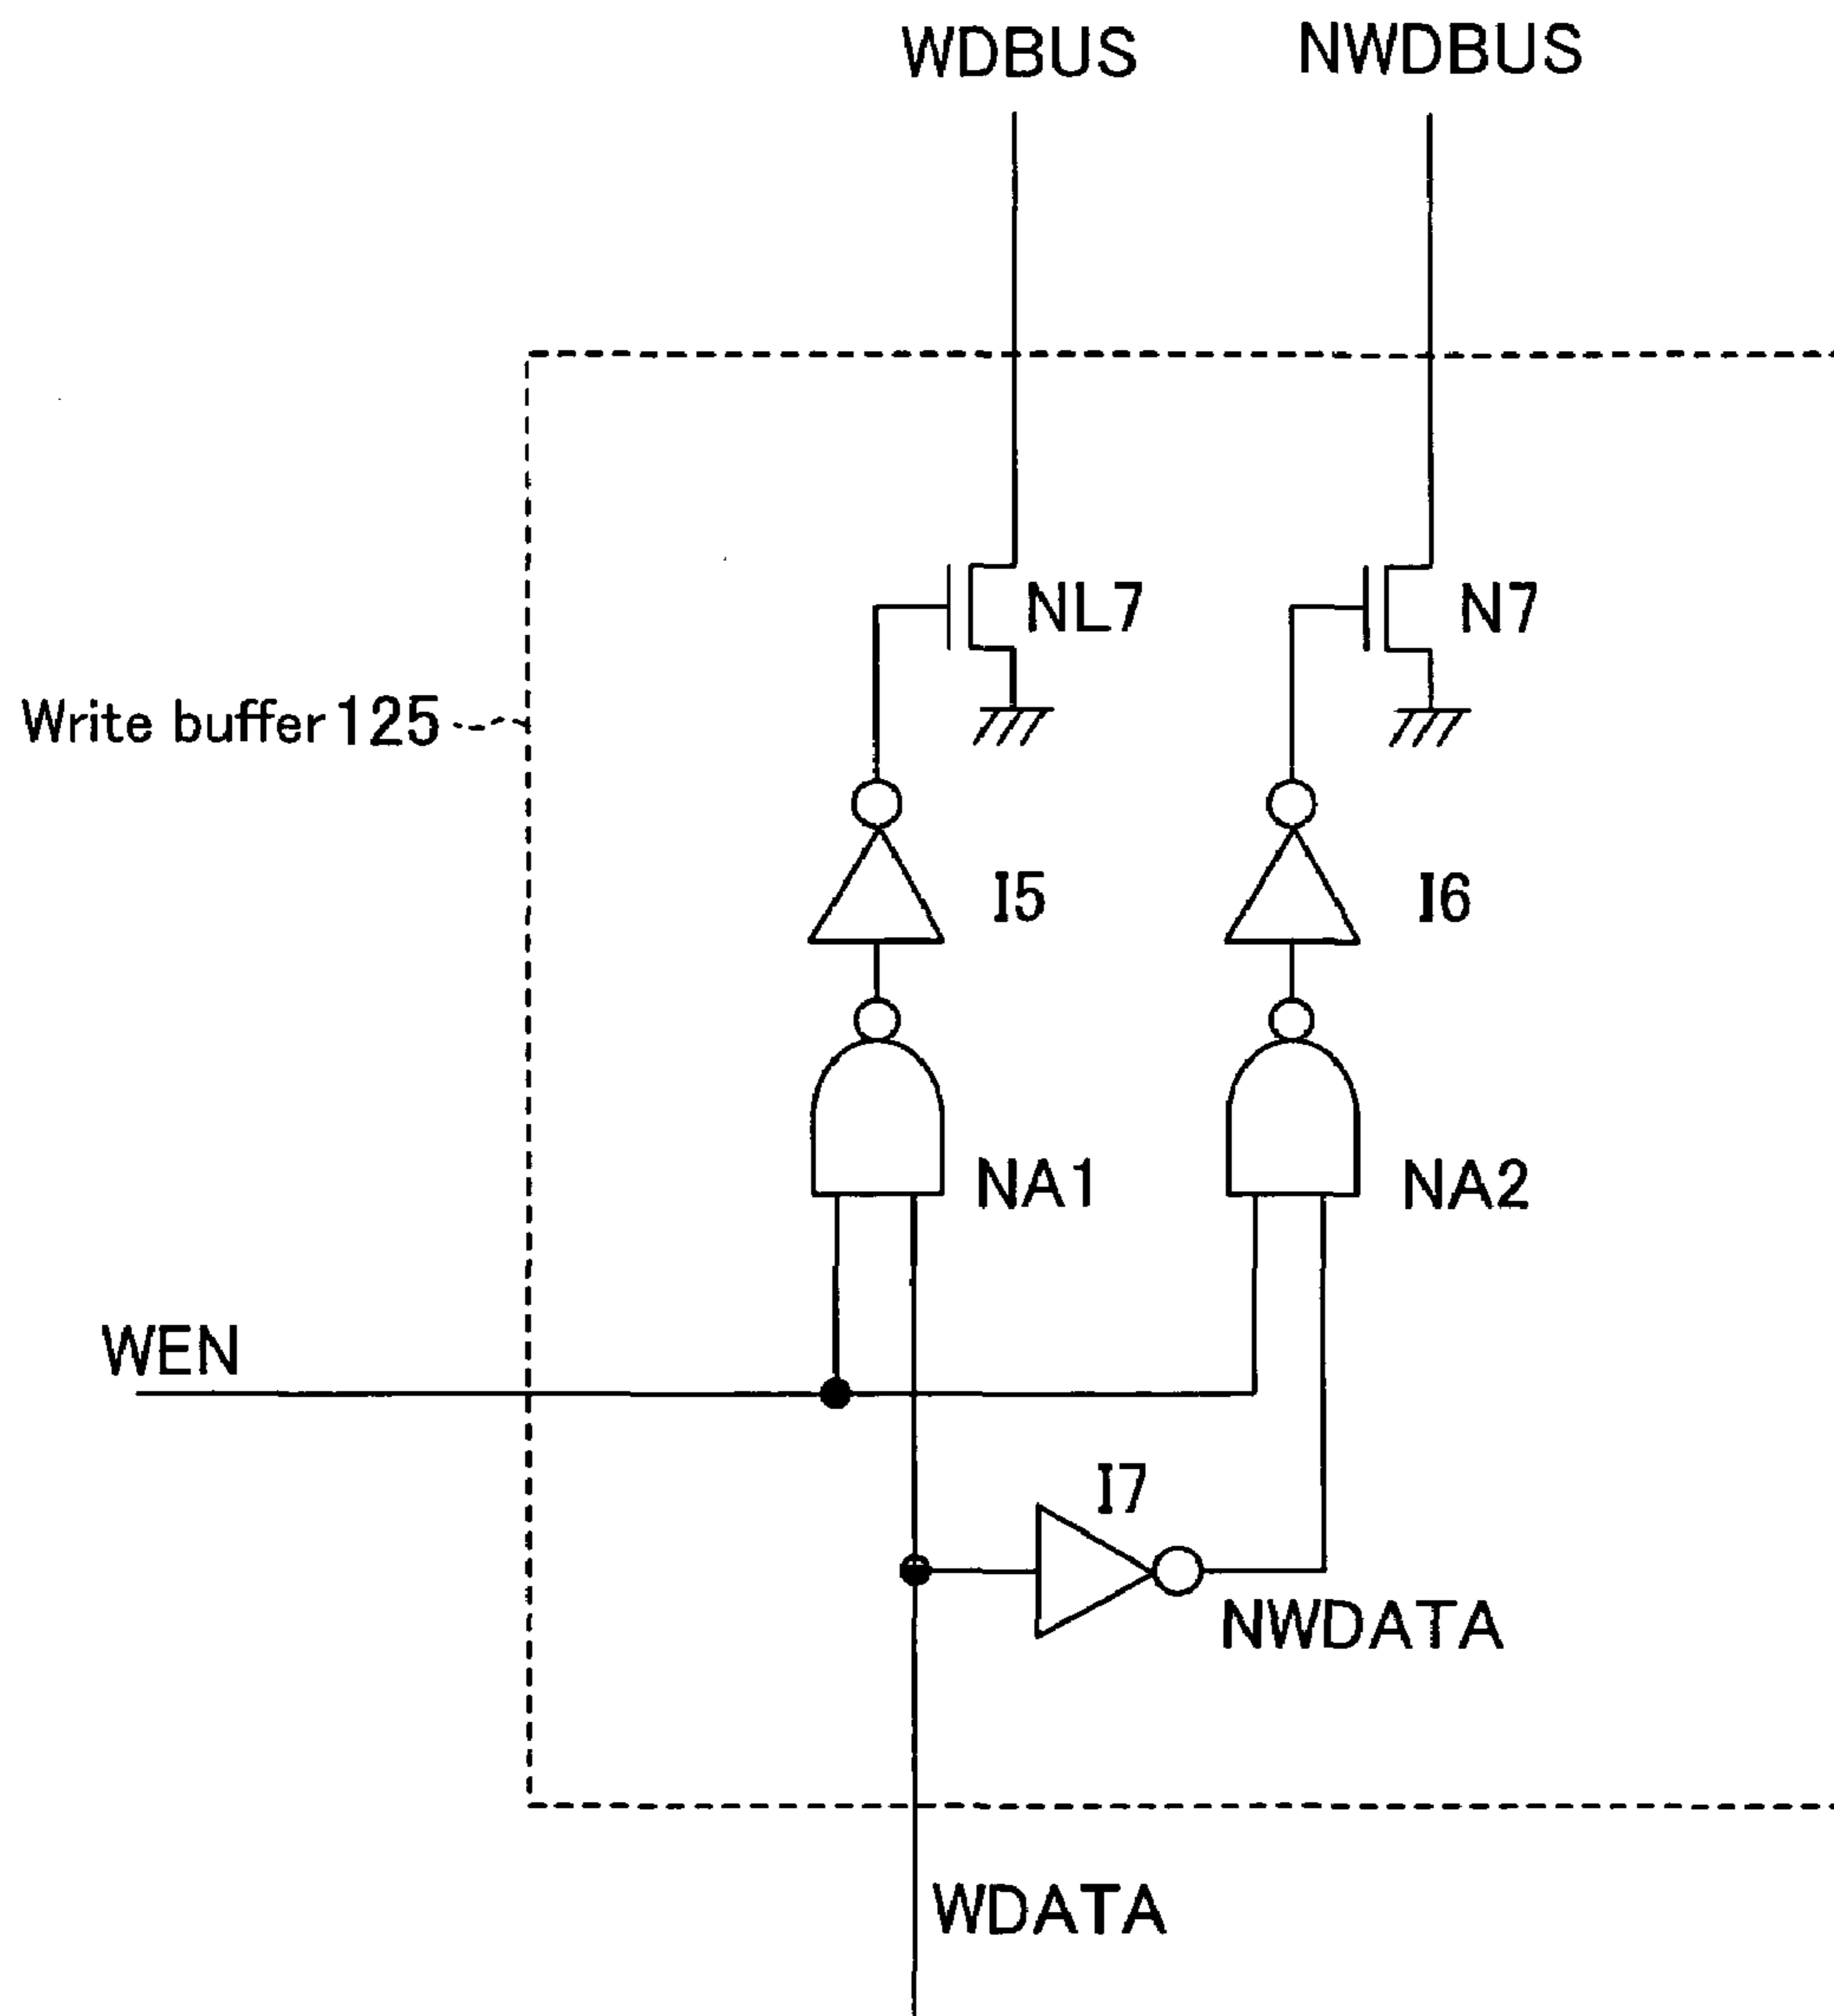 WDBUS
NWDBUS
NL7
N7
Write buffer 125
I5
I6
NA1
NA2
WEN
I7
NWDATA
WDATA